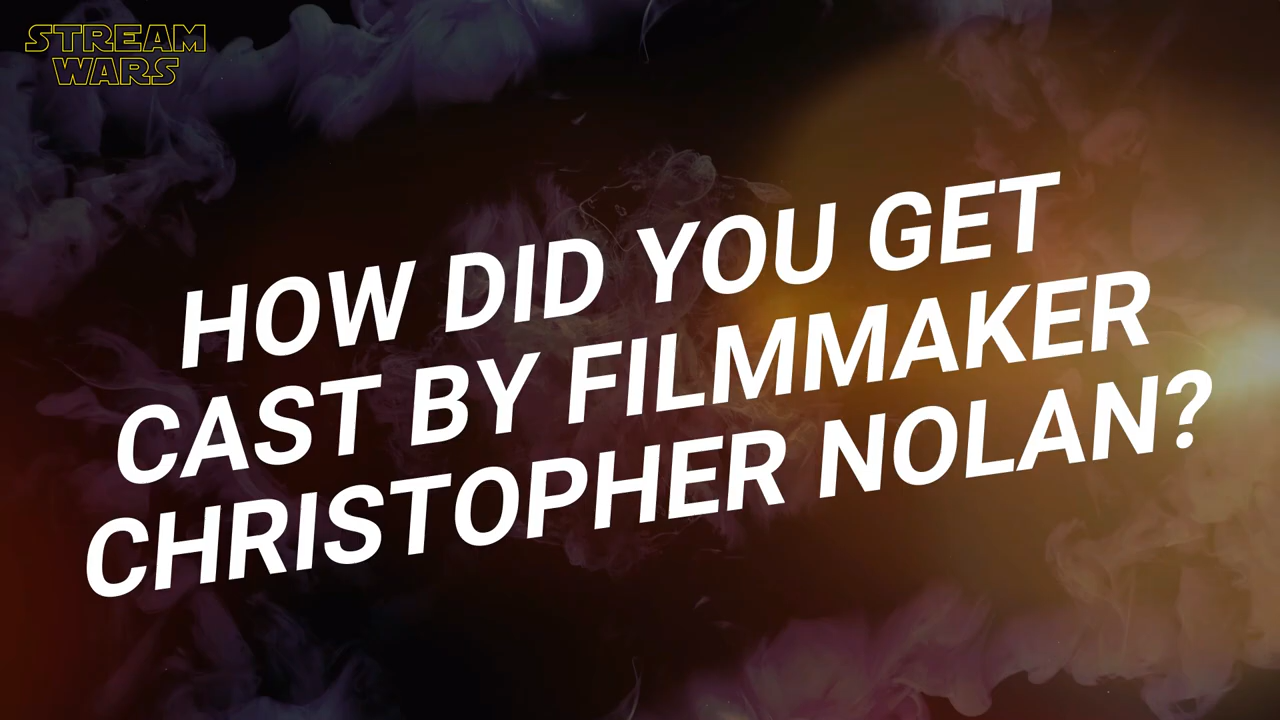 STREAM
WARS
HOW DID YOU GET
CAST BY FILMMAKER
CHRISTOPHER NOLAN?